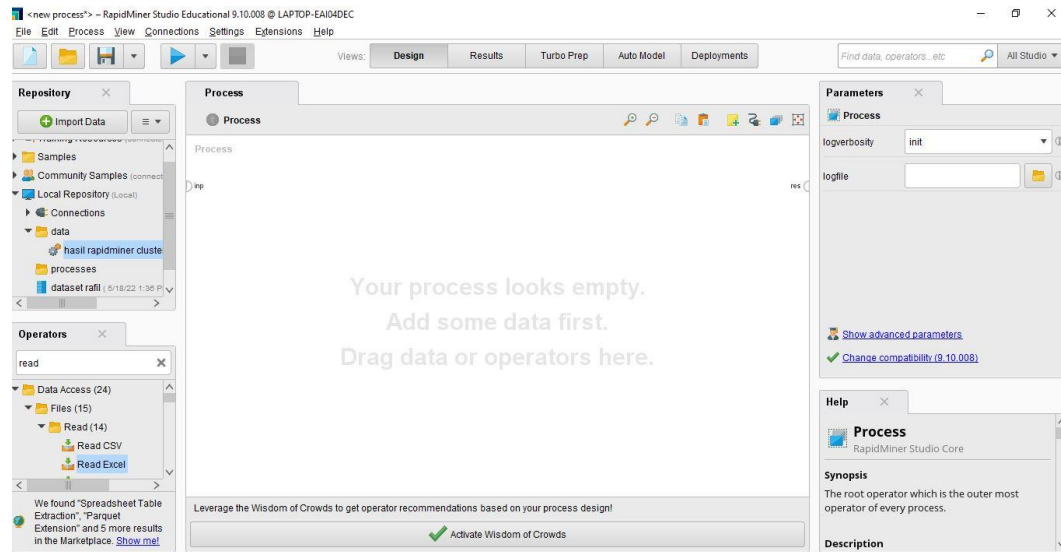 <new process*> – RapidMiner Studio Educational 9.10.008 @ LAPTOP-EAI04DEC
File Edit Process View Connections Settings Extensions Help
Views: Design Results Turbo Prep Auto Model Deployments
Find data, operators...etc
All Studio
Repository
Import Data
Samples
Community Samples (connect
Local Repository (Local)
Connections
data
hasil rapidminer cluste
processes
dataset rafil ( 5/18/22 1:36 P
Operators
read
Data Access (24)
Files (15)
Read (14)
Read CSV
Read Excel
We found "Spreadsheet Table
Extraction", "Parquet
Extension" and 5 more results
in the Marketplace. Show me!
Process
Process
Process
inp
res
Your process looks empty.
Add some data first.
Drag data or operators here.
Leverage the Wisdom of Crowds to get operator recommendations based on your process design!
Activate Wisdom of Crowds
Parameters
Process
logverbosity init
logfile
Show advanced parameters
Change compatibility (9.10.008)
Help
Process
RapidMiner Studio Core
Synopsis
The root operator which is the outer most
operator of every process.
Description